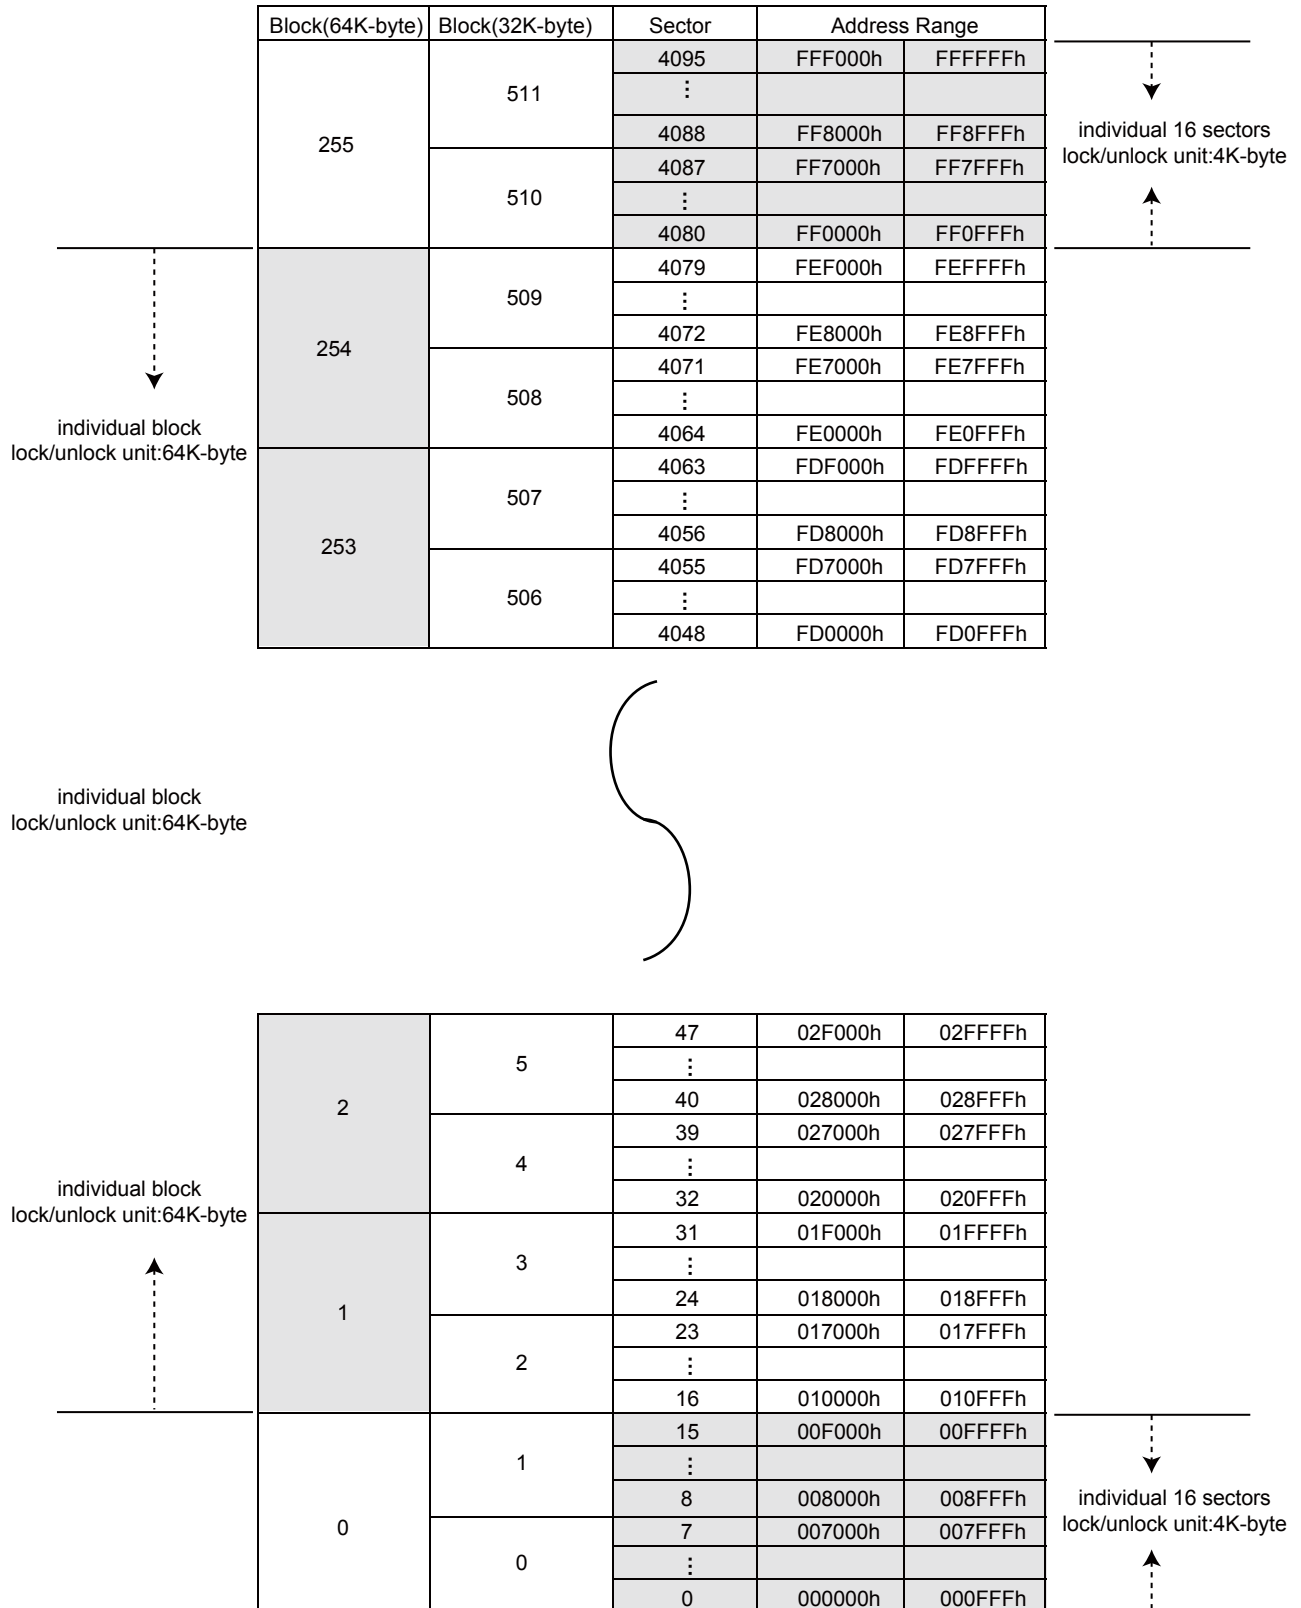 Block(64K-byte) Block(32K-byte) Sector Address Range
4095 FFF000h FFFFFFh
511 ⋮
4088 FF8000h FF8FFFh
individual 16 sectors
lock/unlock unit:4K-byte
255
4087 FF7000h FF7FFFh
510 ⋮
4080 FF0000h FF0FFFh
4079 FEF000h FEFFFFh
509 ⋮
4072 FE8000h FE8FFFh
254
4071 FE7000h FE7FFFh
508 ⋮
4064 FE0000h FE0FFFh
individual block
lock/unlock unit:64K-byte
4063 FDF000h FDFFFFh
507 ⋮
4056 FD8000h FD8FFFh
253
4055 FD7000h FD7FFFh
506 ⋮
4048 FD0000h FD0FFFh
individual block
lock/unlock unit:64K-byte
47 02F000h 02FFFFh
5 ⋮
40 028000h 028FFFh
2
39 027000h 027FFFh
4 ⋮
32 020000h 020FFFh
individual block
lock/unlock unit:64K-byte
31 01F000h 01FFFFh
3 ⋮
24 018000h 018FFFh
1
23 017000h 017FFFh
2 ⋮
16 010000h 010FFFh
15 00F000h 00FFFFh
1 ⋮
8 008000h 008FFFh
individual 16 sectors
lock/unlock unit:4K-byte
0
7 007000h 007FFFh
0 ⋮
0 000000h 000FFFh